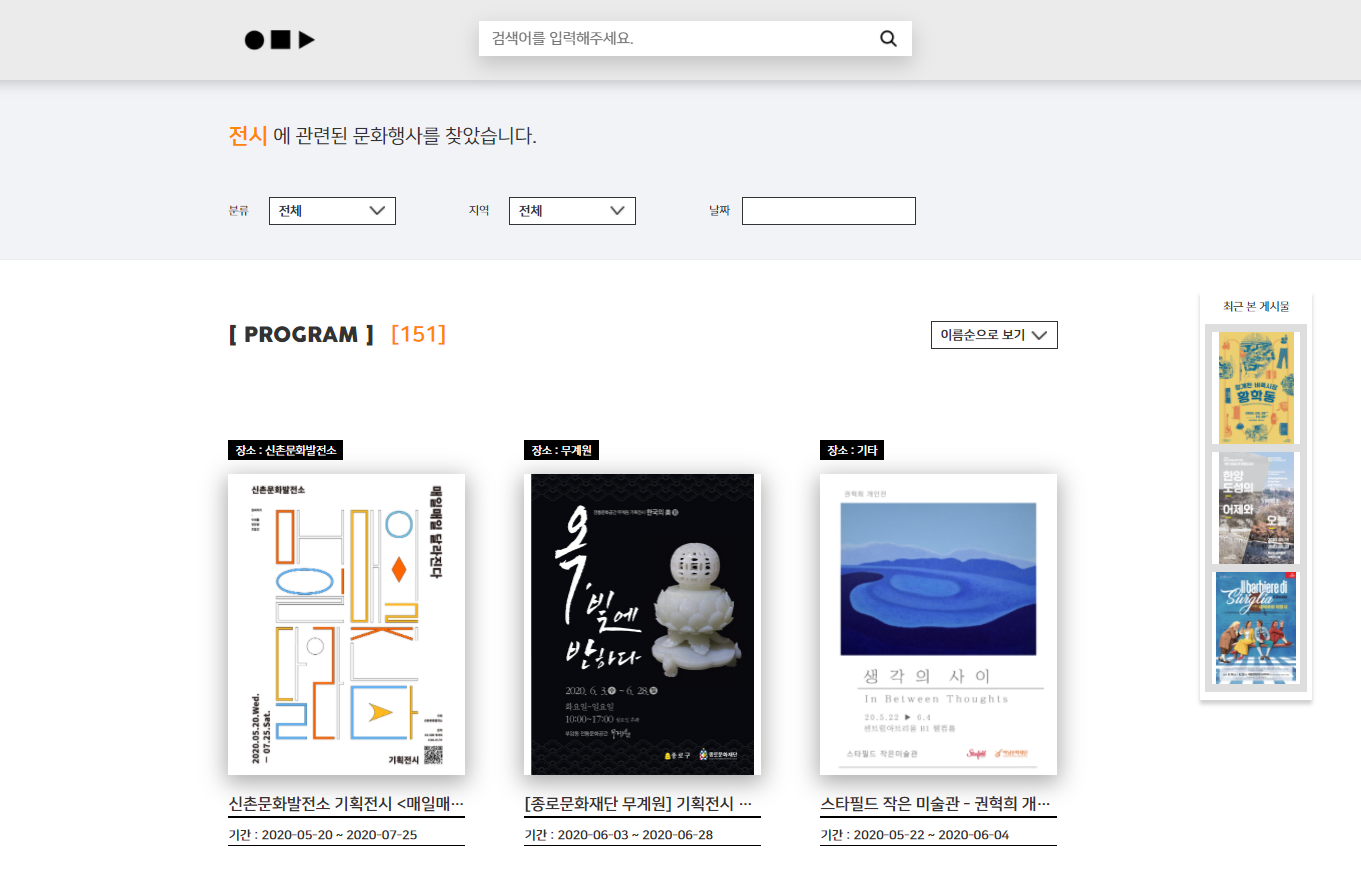 검색어를 입력해주세요.
전시 에 관련된 문화행사를 찾았습니다.
분류 전체 지역 전체 날짜
최근 본 게시물
[ PROGRAM ] [151]
이름순으로 보기
장소 : 신촌문화발전소
신촌문화발전소
매일매일 달라진다
2020.05.20.Wed.
– 07.25.Sat.
기획전시
신촌문화발전소 기획전시 <매일매···
기간 : 2020-05-20 ~ 2020-07-25
장소 : 무계원
옥,
빛에
반하다
2020. 6. 3.수 ~ 6. 28.일
화요일~일요일
10:00~17:00 월요일 휴관
종로구 종로문화재단
[종로문화재단 무계원] 기획전시 ···
기간 : 2020-06-03 ~ 2020-06-28
장소 : 기타
권혁희 개인전
생각의 사이
In Between Thoughts
20.5.22 ▶ 6.4
스타필드 작은미술관
Starfield
스타필드 작은 미술관 - 권혁희 개···
기간 : 2020-05-22 ~ 2020-06-04
황학동
한양
도성의
어제와
오늘
Il barbiere di
Siviglia